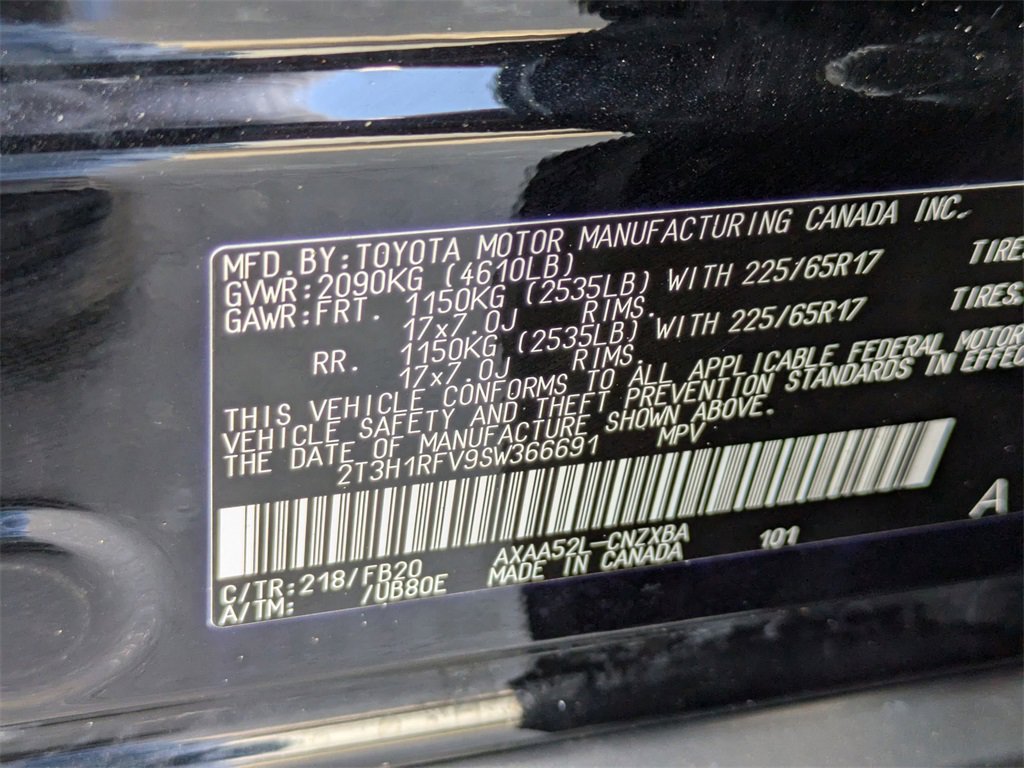 MFD.BY:TOYOTA MOTOR MANUFACTURING CANADA INC.
GVWR:2090KG (4610LB)
GAWR:FRT. 1150KG (2535LB) WITH 225/65R17 TIRES
17x7.0J RIMS.
RR. 1150KG (2535LB) WITH 225/65R17 TIRES.
17x7.0J RIMS.
THIS VEHICLE CONFORMS TO ALL APPLICABLE FEDERAL MOTOR
VEHICLE SAFETY AND THEFT PREVENTION STANDARDS IN EFFEC
THE DATE OF MANUFACTURE SHOWN ABOVE.
2T3H1RFV9SW366691 MPV
AXAA52L-CNZXBA 101 A
C/TR:218/FB20 MADE IN CANADA
A/TM: /UB80E